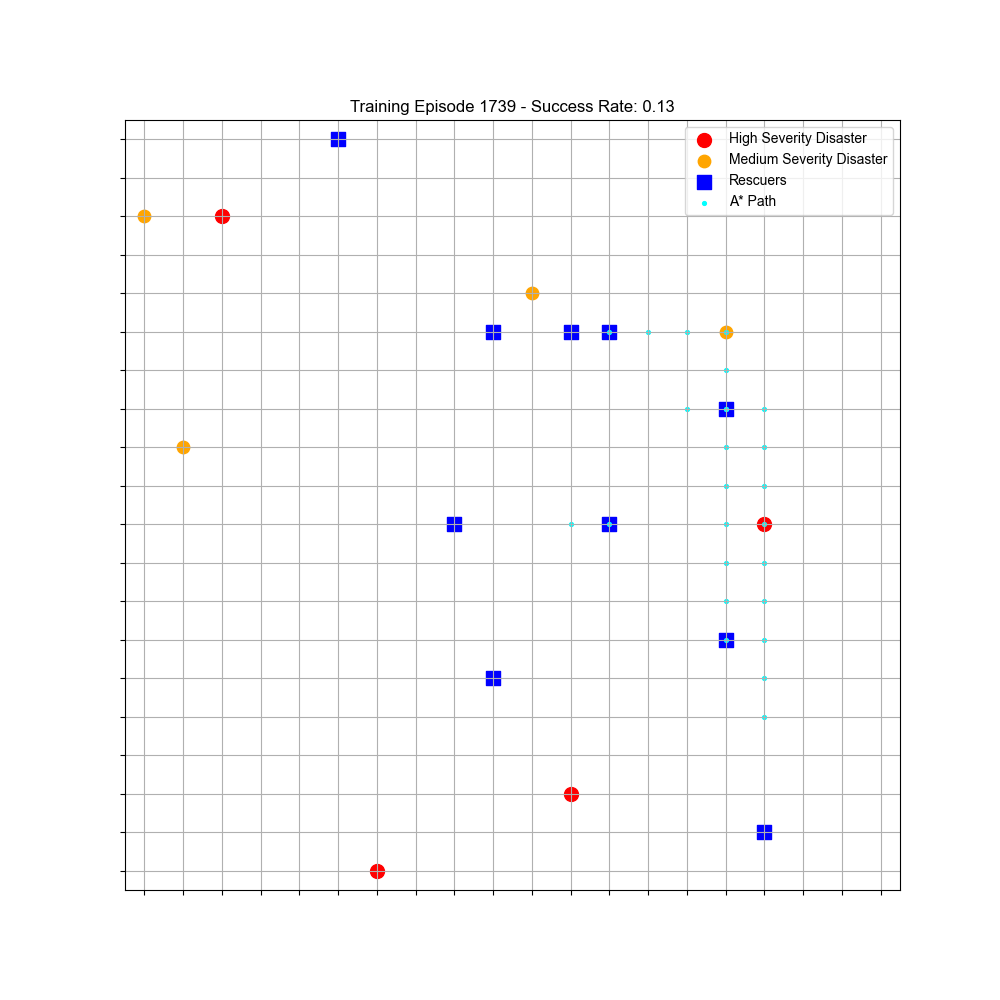 Training Episode 1739 - Success Rate: 0.13
High Severity Disaster
Medium Severity Disaster
Rescuers
A* Path